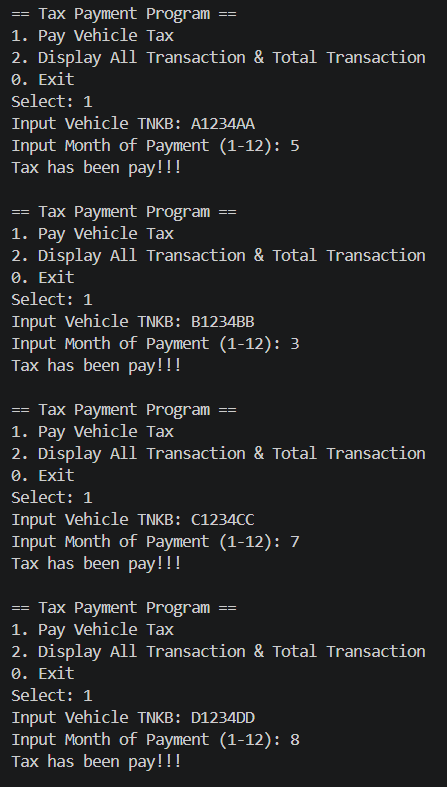 == Tax Payment Program ==
1. Pay Vehicle Tax
2. Display All Transaction & Total Transaction
0. Exit
Select: 1
Input Vehicle TNKB: A1234AA
Input Month of Payment (1-12): 5
Tax has been pay!!!

== Tax Payment Program ==
1. Pay Vehicle Tax
2. Display All Transaction & Total Transaction
0. Exit
Select: 1
Input Vehicle TNKB: B1234BB
Input Month of Payment (1-12): 3
Tax has been pay!!!

== Tax Payment Program ==
1. Pay Vehicle Tax
2. Display All Transaction & Total Transaction
0. Exit
Select: 1
Input Vehicle TNKB: C1234CC
Input Month of Payment (1-12): 7
Tax has been pay!!!

== Tax Payment Program ==
1. Pay Vehicle Tax
2. Display All Transaction & Total Transaction
0. Exit
Select: 1
Input Vehicle TNKB: D1234DD
Input Month of Payment (1-12): 8
Tax has been pay!!!